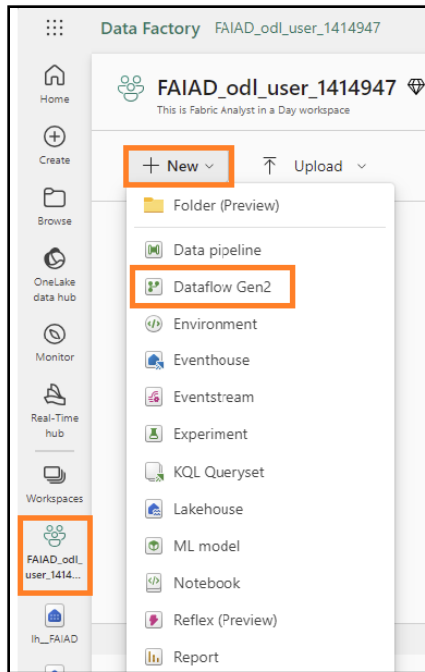 Data Factory FAIAD_odl_user_1414947
Home
Create
Browse
OneLake
data hub
Monitor
Real-Time
hub
Workspaces
FAIAD_odl_
user_1414...
lh__FAIAD
FAIAD_odl_user_1414947
This is Fabric Analyst in a Day workspace
New
Upload
Folder (Preview)
Data pipeline
Dataflow Gen2
Environment
Eventhouse
Eventstream
Experiment
KQL Queryset
Lakehouse
ML model
Notebook
Reflex (Preview)
Report